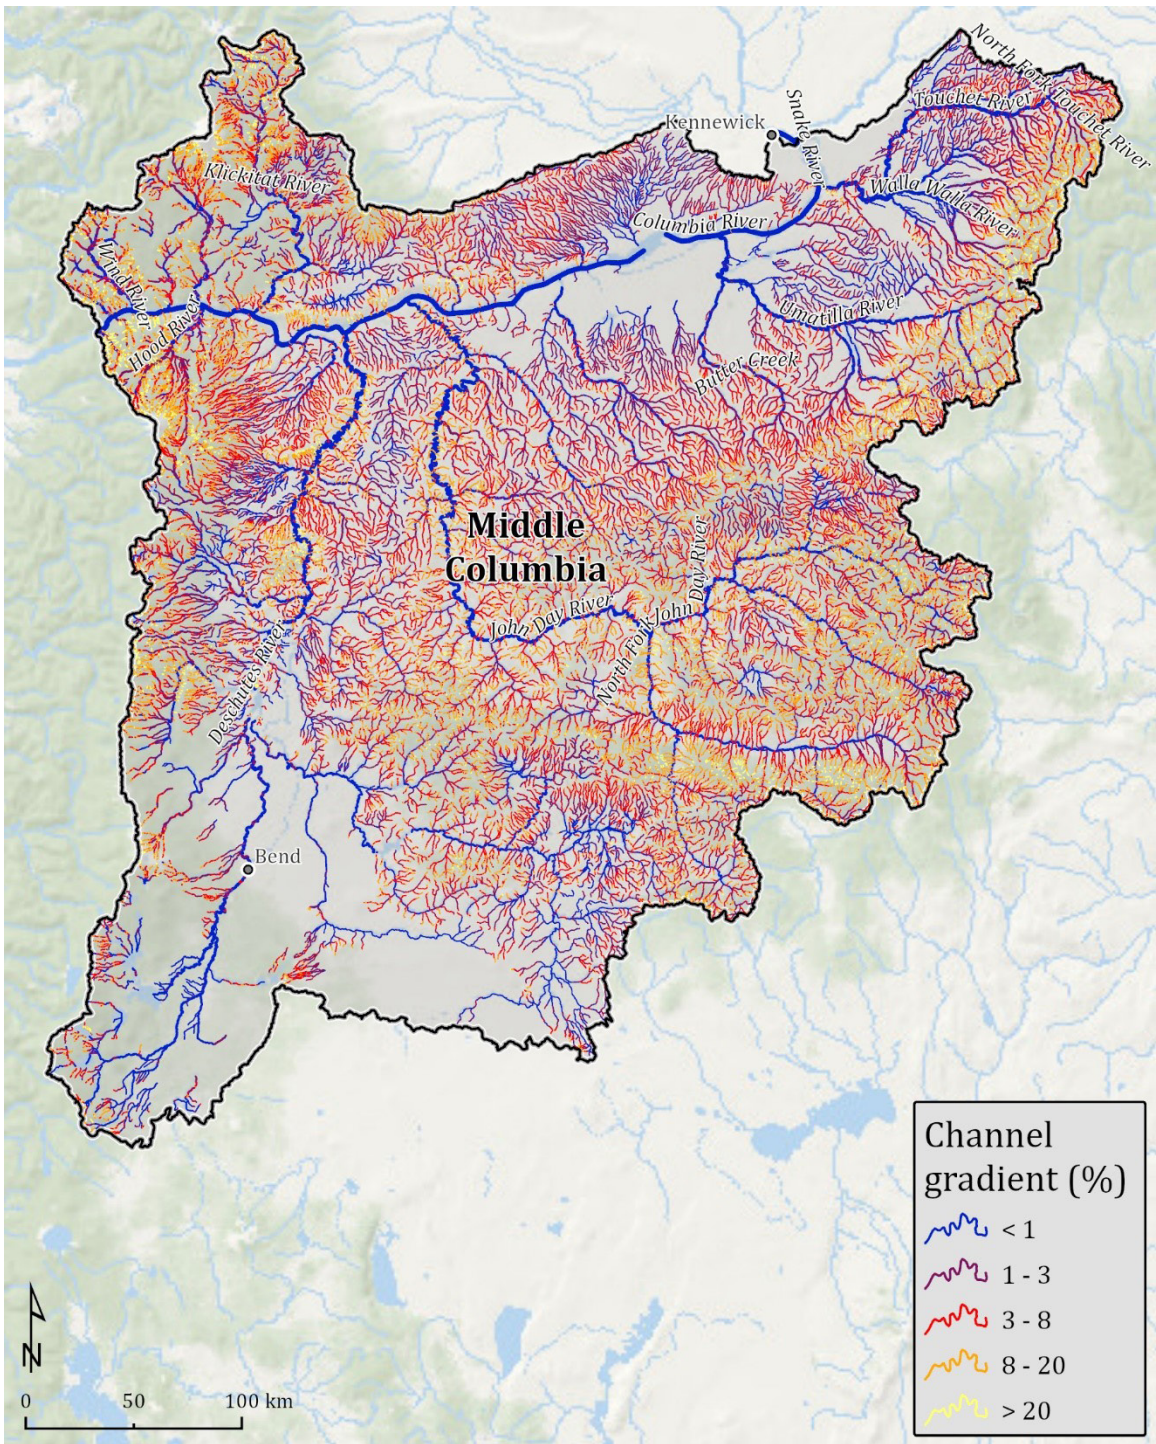 North Fork Touchet River
Touchet River
Snake River
Kennewick
Klickitat River
Walla Walla River
Columbia River
Wind River
Hood River
Umatilla River
Butter Creek
Middle
Columbia
John Day River
North Fork John Day River
Deschutes River
Bend
Channel
gradient (%)
< 1
1 - 3
3 - 8
8 - 20
> 20
N
0 50 100 km